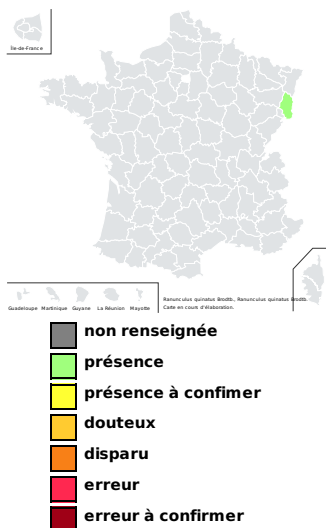 Île-de-France
Guadeloupe Martinique Guyane La Réunion Mayotte
Ranunculus quinatus Brodtb., Ranunculus quinatus Brodtb.
Carte en cours d'élaboration.
non renseignée
présence
présence à confimer
douteux
disparu
erreur
erreur à confirmer